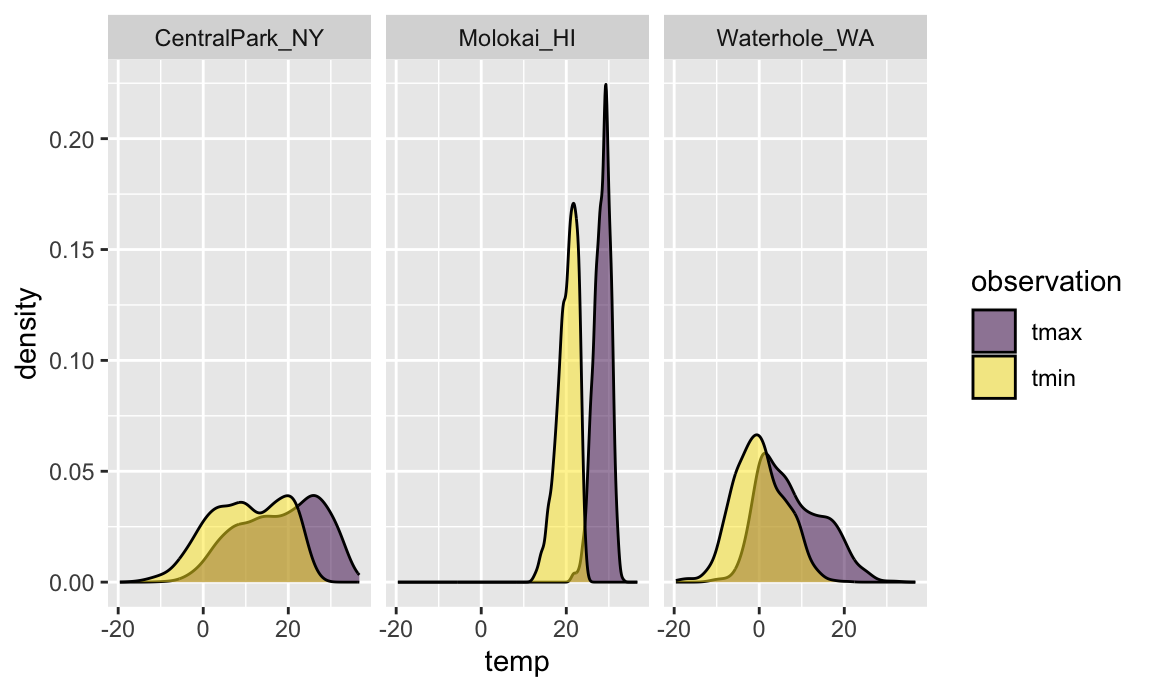 CentralPark_NY Molokai_HI Waterhole_WA
0.20
0.15
0.10
0.05
0.00
density
-20 0 20 -20 0 20 -20 0 20
temp
observation
tmax
tmin